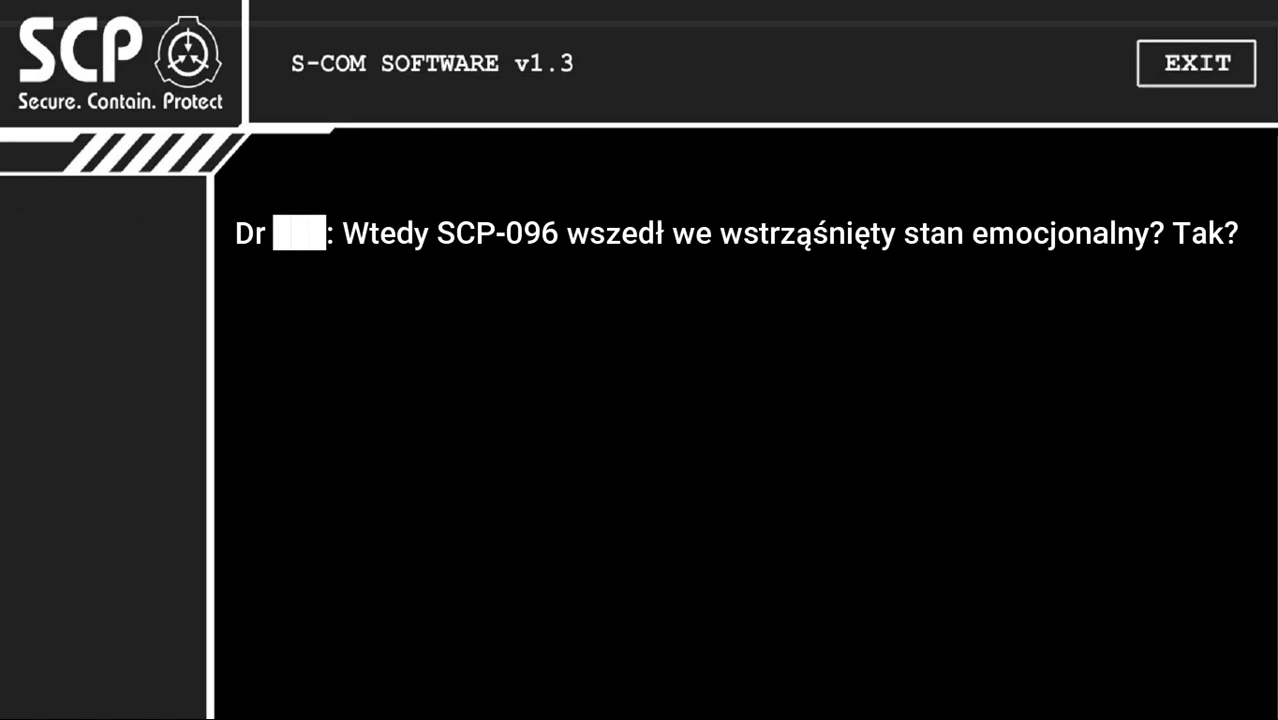 SCP
Secure. Contain. Protect
S-COM SOFTWARE v1.3
EXIT
Dr ███: Wtedy SCP-096 wszedł we wstrząśnięty stan emocjonalny? Tak?